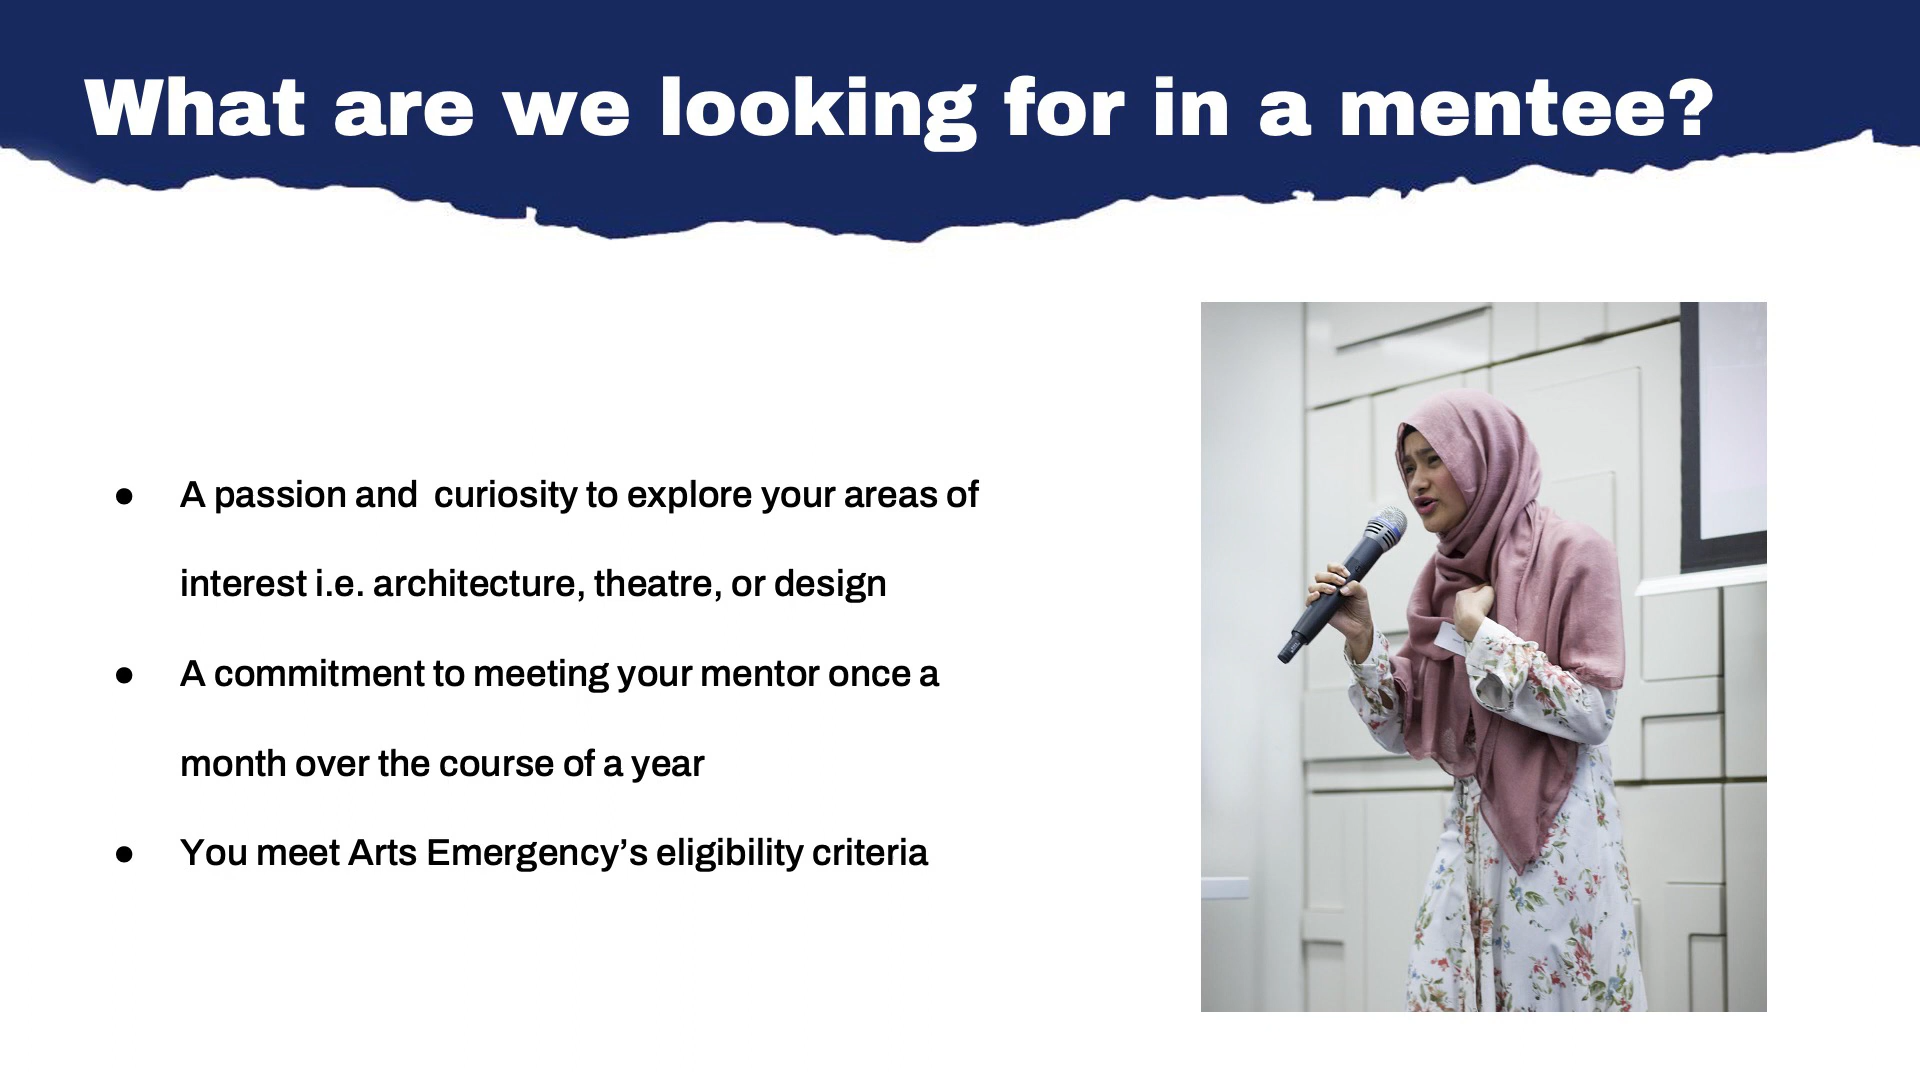 What are we looking for in a mentee?
● A passion and  curiosity to explore your areas of
interest i.e. architecture, theatre, or design
● A commitment to meeting your mentor once a
month over the course of a year
● You meet Arts Emergency’s eligibility criteria